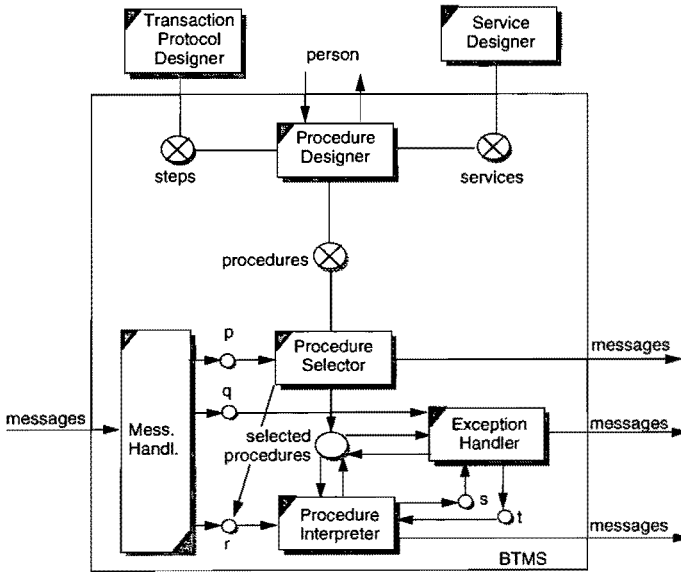 Transaction
Protocol
Designer
person
Service
Designer
Procedure
Designer
steps
services
procedures
p
Procedure
Selector
messages
q
messages
Mess.
Handl.
selected
procedures
Exception
Handler
messages
s
r
Procedure
Interpreter
t
messages
BTMS